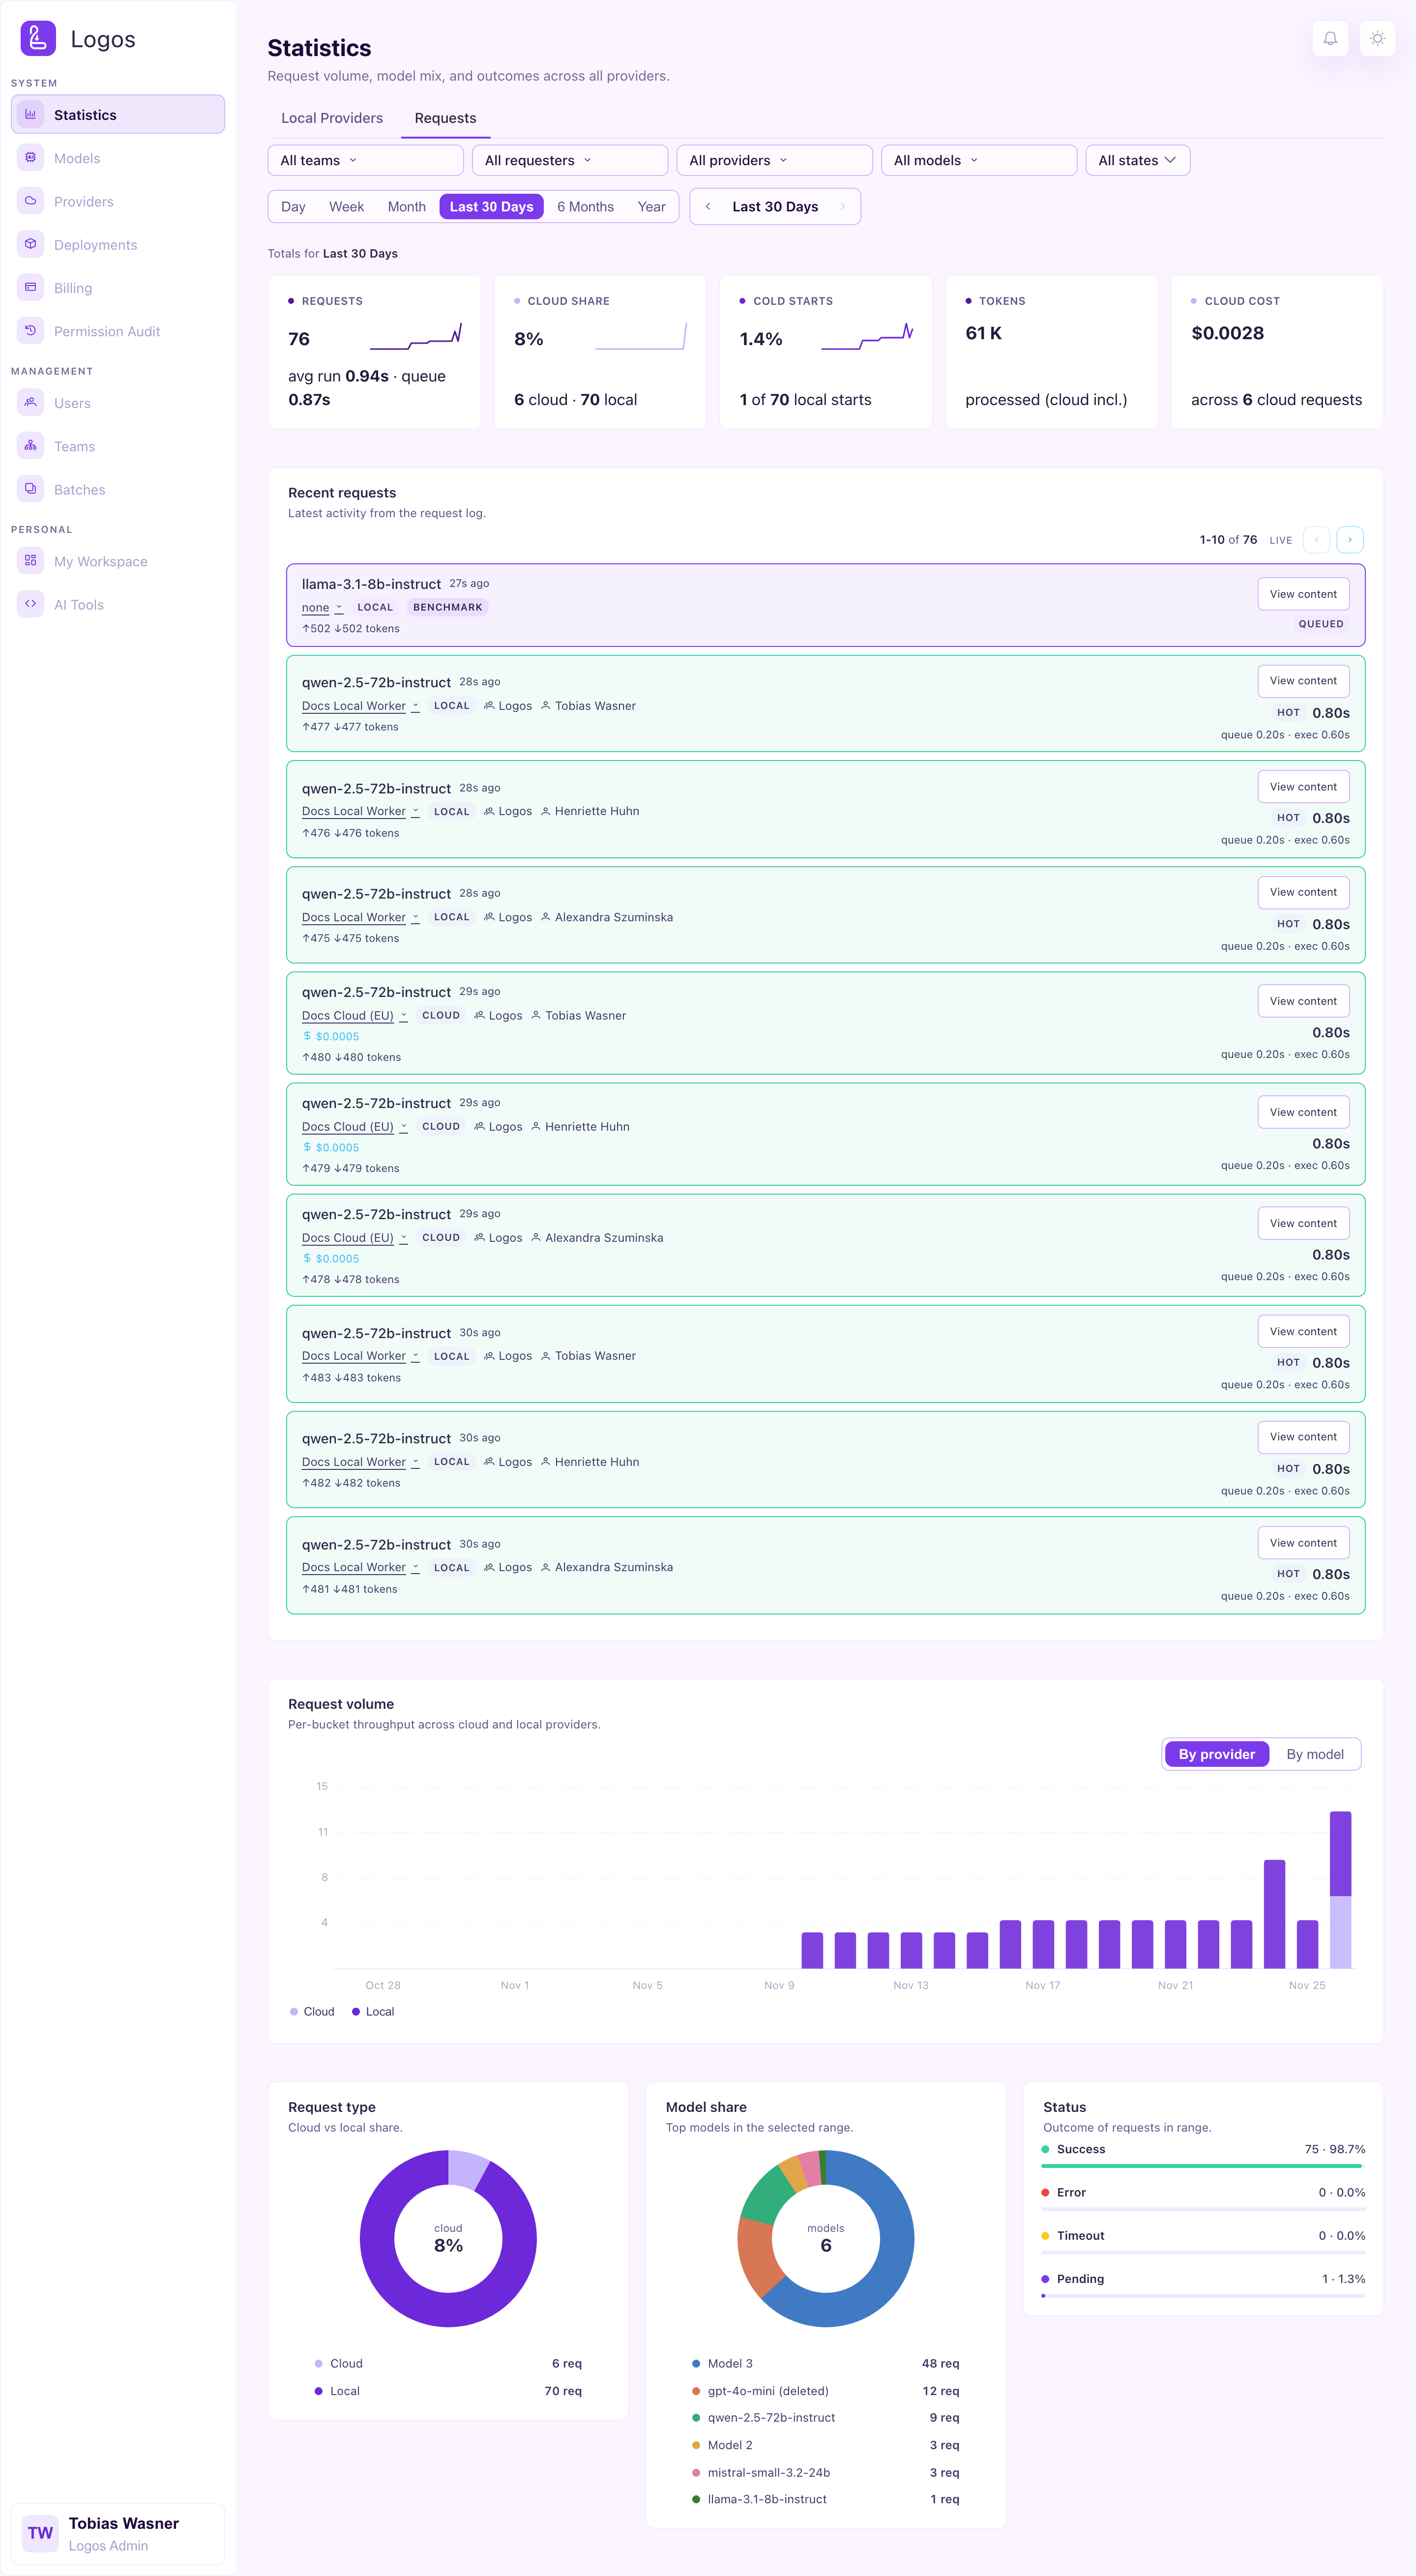 Logos
SYSTEM
Statistics
Models
Providers
Deployments
Billing
Permission Audit
MANAGEMENT
Users
Teams
Batches
PERSONAL
My Workspace
AI Tools
TW
Tobias Wasner
Logos Admin
Statistics
Request volume, model mix, and outcomes across all providers.
Local Providers Requests
All teams All requesters All providers All models All states
Day Week Month Last 30 Days 6 Months Year Last 30 Days
Totals for Last 30 Days
REQUESTS
76
avg run 0.94s · queue
0.87s
CLOUD SHARE
8%
6 cloud · 70 local
COLD STARTS
1.4%
1 of 70 local starts
TOKENS
61 K
processed (cloud incl.)
CLOUD COST
$0.0028
across 6 cloud requests
Recent requests
Latest activity from the request log.
1-10 of 76 LIVE
llama-3.1-8b-instruct 27s ago
none LOCAL BENCHMARK
↑502 ↓502 tokens
View content
QUEUED
qwen-2.5-72b-instruct 28s ago
Docs Local Worker LOCAL Logos Tobias Wasner
↑477 ↓477 tokens
View content
HOT 0.80s
queue 0.20s · exec 0.60s
qwen-2.5-72b-instruct 28s ago
Docs Local Worker LOCAL Logos Henriette Huhn
↑476 ↓476 tokens
View content
HOT 0.80s
queue 0.20s · exec 0.60s
qwen-2.5-72b-instruct 28s ago
Docs Local Worker LOCAL Logos Alexandra Szuminska
↑475 ↓475 tokens
View content
HOT 0.80s
queue 0.20s · exec 0.60s
qwen-2.5-72b-instruct 29s ago
Docs Cloud (EU) CLOUD Logos Tobias Wasner
$ $0.0005
↑480 ↓480 tokens
View content
0.80s
queue 0.20s · exec 0.60s
qwen-2.5-72b-instruct 29s ago
Docs Cloud (EU) CLOUD Logos Henriette Huhn
$ $0.0005
↑479 ↓479 tokens
View content
0.80s
queue 0.20s · exec 0.60s
qwen-2.5-72b-instruct 29s ago
Docs Cloud (EU) CLOUD Logos Alexandra Szuminska
$ $0.0005
↑478 ↓478 tokens
View content
0.80s
queue 0.20s · exec 0.60s
qwen-2.5-72b-instruct 30s ago
Docs Local Worker LOCAL Logos Tobias Wasner
↑483 ↓483 tokens
View content
HOT 0.80s
queue 0.20s · exec 0.60s
qwen-2.5-72b-instruct 30s ago
Docs Local Worker LOCAL Logos Henriette Huhn
↑482 ↓482 tokens
View content
HOT 0.80s
queue 0.20s · exec 0.60s
qwen-2.5-72b-instruct 30s ago
Docs Local Worker LOCAL Logos Alexandra Szuminska
↑481 ↓481 tokens
View content
HOT 0.80s
queue 0.20s · exec 0.60s
Request volume
Per-bucket throughput across cloud and local providers.
By provider By model
15
11
8
4
Oct 28 Nov 1 Nov 5 Nov 9 Nov 13 Nov 17 Nov 21 Nov 25
Cloud Local
Request type
Cloud vs local share.
cloud
8%
Cloud 6 req
Local 70 req
Model share
Top models in the selected range.
models
6
Model 3 48 req
gpt-4o-mini (deleted) 12 req
qwen-2.5-72b-instruct 9 req
Model 2 3 req
mistral-small-3.2-24b 3 req
llama-3.1-8b-instruct 1 req
Status
Outcome of requests in range.
Success 75 · 98.7%
Error 0 · 0.0%
Timeout 0 · 0.0%
Pending 1 · 1.3%